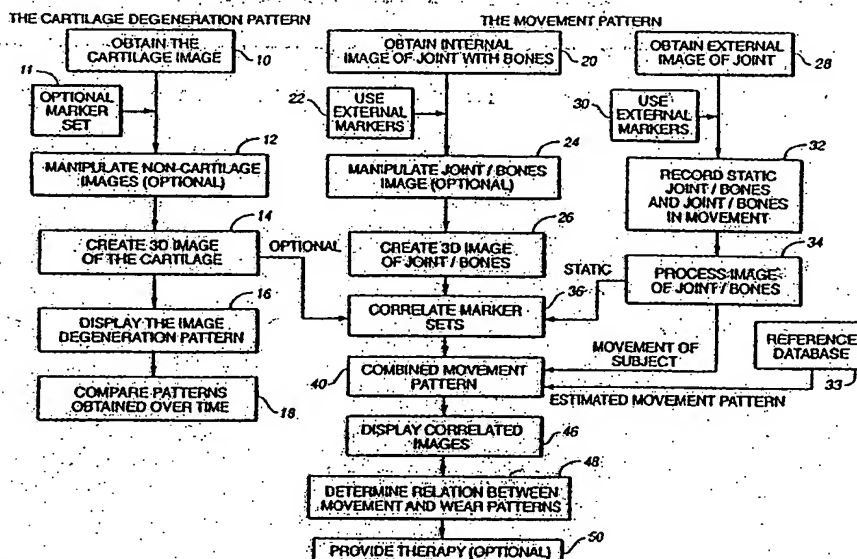 THE CARTILAGE DEGENERATION PATTERN
OBTAIN THE
CARTILAGE IMAGE
10
11
OPTIONAL
MARKER
SET
12
MANIPULATE NON-CARTILAGE
IMAGES (OPTIONAL)
14
CREATE 3D IMAGE
OF THE CARTILAGE
OPTIONAL
16
DISPLAY THE IMAGE
DEGENERATION PATTERN
COMPARE PATTERNS
OBTAINED OVER TIME
18
THE MOVEMENT PATTERN
OBTAIN INTERNAL
IMAGE OF JOINT WITH BONES
20
22
USE
EXTERNAL
MARKERS
24
MANIPULATE JOINT / BONES
IMAGE (OPTIONAL)
26
CREATE 3D IMAGE
OF JOINT / BONES
36
CORRELATE MARKER
SETS
40
COMBINED MOVEMENT
PATTERN
46
DISPLAY CORRELATED
IMAGES
48
DETERMINE RELATION BETWEEN
MOVEMENT AND WEAR PATTERNS
50
PROVIDE THERAPY (OPTIONAL)
OBTAIN EXTERNAL
IMAGE OF JOINT
28
30
USE
EXTERNAL
MARKERS
32
RECORD STATIC
JOINT / BONES
AND JOINT / BONES
IN MOVEMENT
34
STATIC
PROCESS IMAGE
OF JOINT / BONES
MOVEMENT OF
SUBJECT
REFERENCE
DATABASE
33
ESTIMATED MOVEMENT PATTERN